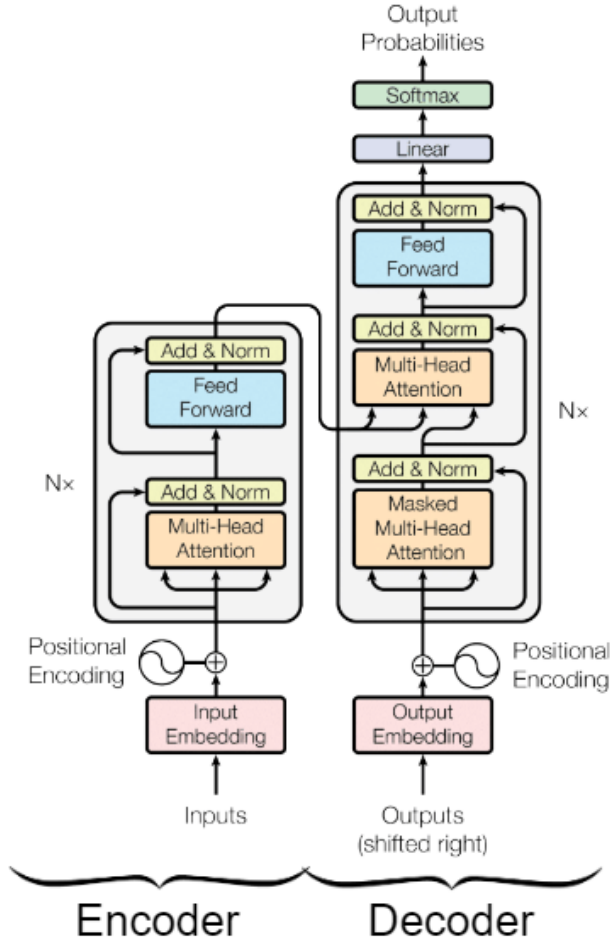 Output
Probabilities
Softmax
Linear
Add & Norm
Feed
Forward
Add & Norm
Multi-Head
Attention
Add & Norm
Masked
Multi-Head
Attention
Nx
Add & Norm
Feed
Forward
Add & Norm
Multi-Head
Attention
Nx
Positional
Encoding
Positional
Encoding
Input
Embedding
Output
Embedding
Inputs
Outputs
(shifted right)
Encoder
Decoder